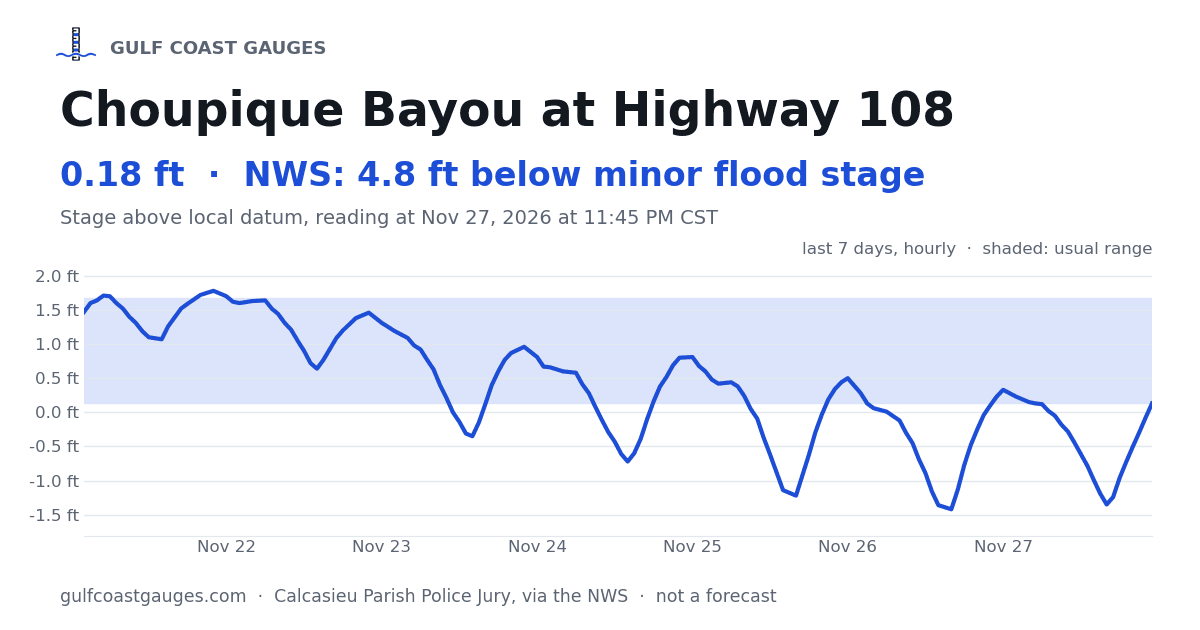 GULF COAST GAUGES
Choupique Bayou at Highway 108
0.18 ft · NWS: 4.8 ft below minor flood stage
Stage above local datum, reading at Nov 27, 2026 at 11:45 PM CST
last 7 days, hourly · shaded: usual range
2.0 ft
1.5 ft
1.0 ft
0.5 ft
0.0 ft
-0.5 ft
-1.0 ft
-1.5 ft
Nov 22 Nov 23 Nov 24 Nov 25 Nov 26 Nov 27
gulfcoastgauges.com · Calcasieu Parish Police Jury, via the NWS · not a forecast